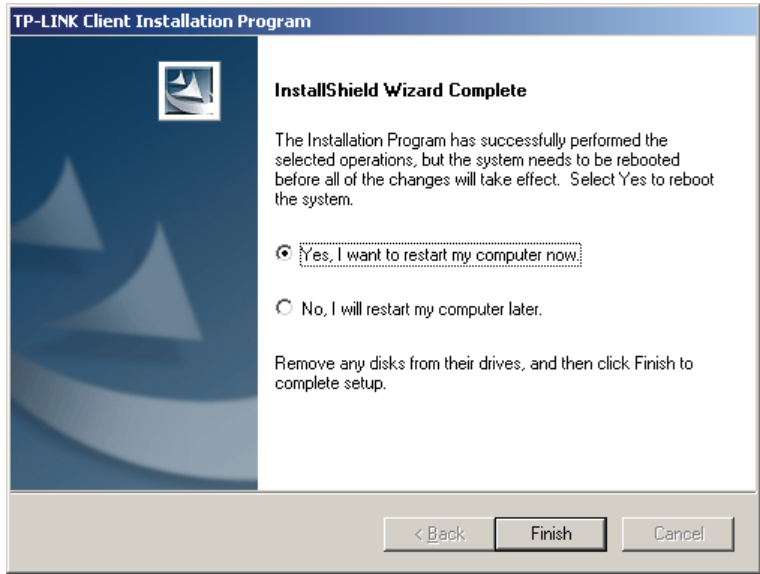 TP-LINK Client Installation Program
InstallShield Wizard Complete
The Installation Program has successfully performed the
selected operations, but the system needs to be rebooted
before all of the changes will take effect.  Select Yes to reboot
the system.
Yes, I want to restart my computer now.
No, I will restart my computer later.
Remove any disks from their drives, and then click Finish to
complete setup.
< Back
Finish
Cancel